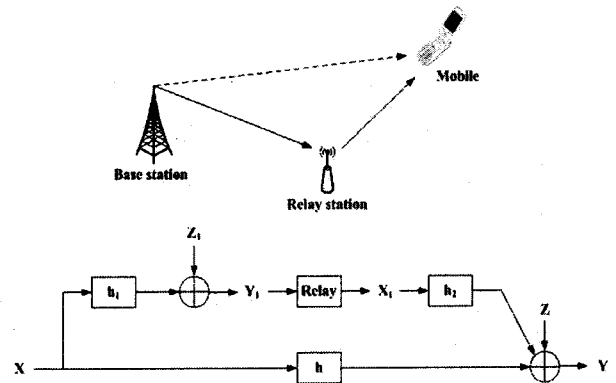 Mobile
Base station
Relay station
Z₁
h₁
Y₁
Relay
X₁
h₂
Z
X
h
Y